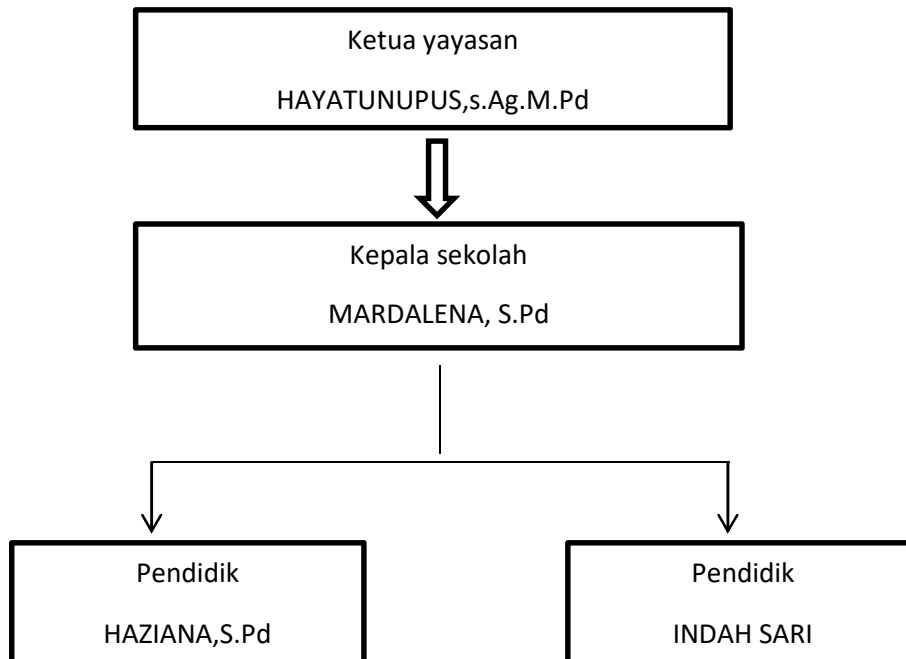 Ketua yayasan
HAYATUNUPUS,s.Ag.M.Pd
Kepala sekolah
MARDALENA, S.Pd
Pendidik
HAZIANA,S.Pd
Pendidik
INDAH SARI